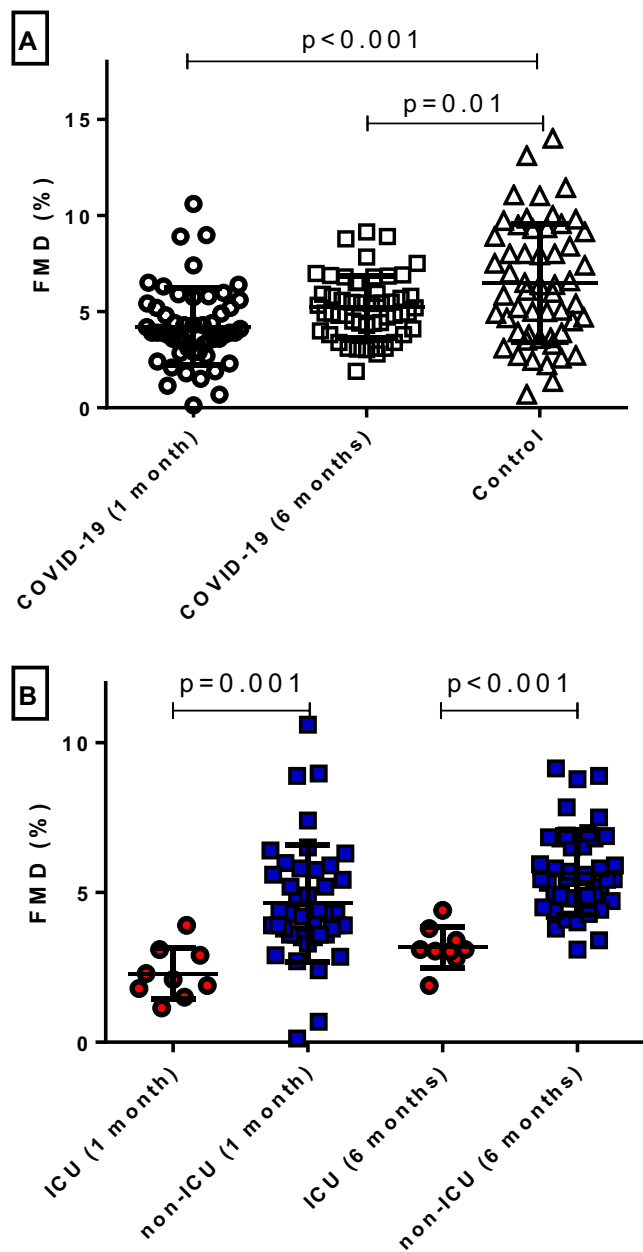 A
p<0.001
p=0.01
15
10
5
0
FMD (%)
COVID-19 (1 month)
COVID-19 (6 months)
Control
B
p=0.001
p<0.001
10
5
0
FMD (%)
ICU (1 month)
non-ICU (1 month)
ICU (6 months)
non-ICU (6 months)